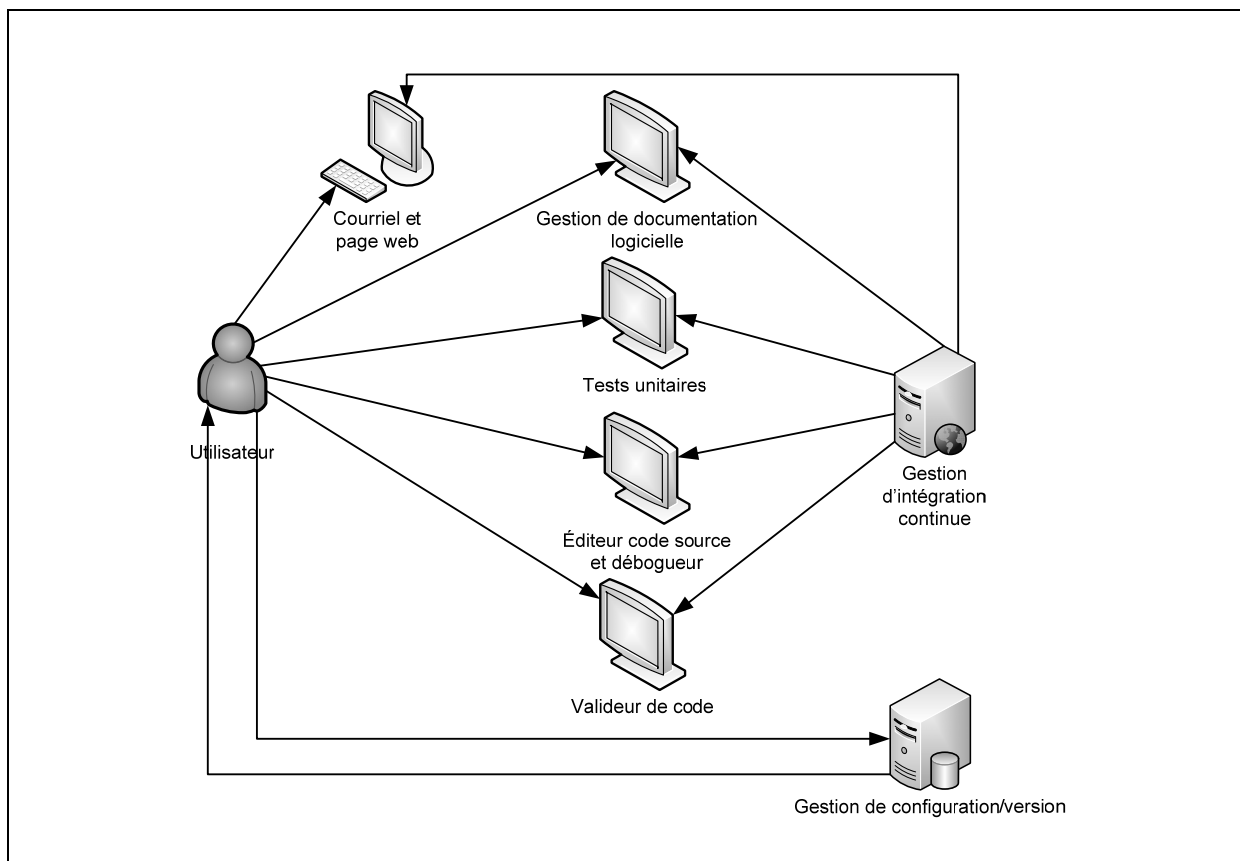 Courriel et
page web
Gestion de documentation
logicielle
Tests unitaires
Utilisateur
Gestion
d'intégration
continue
Éditeur code source
et débogueur
Valideur de code
Gestion de configuration/version